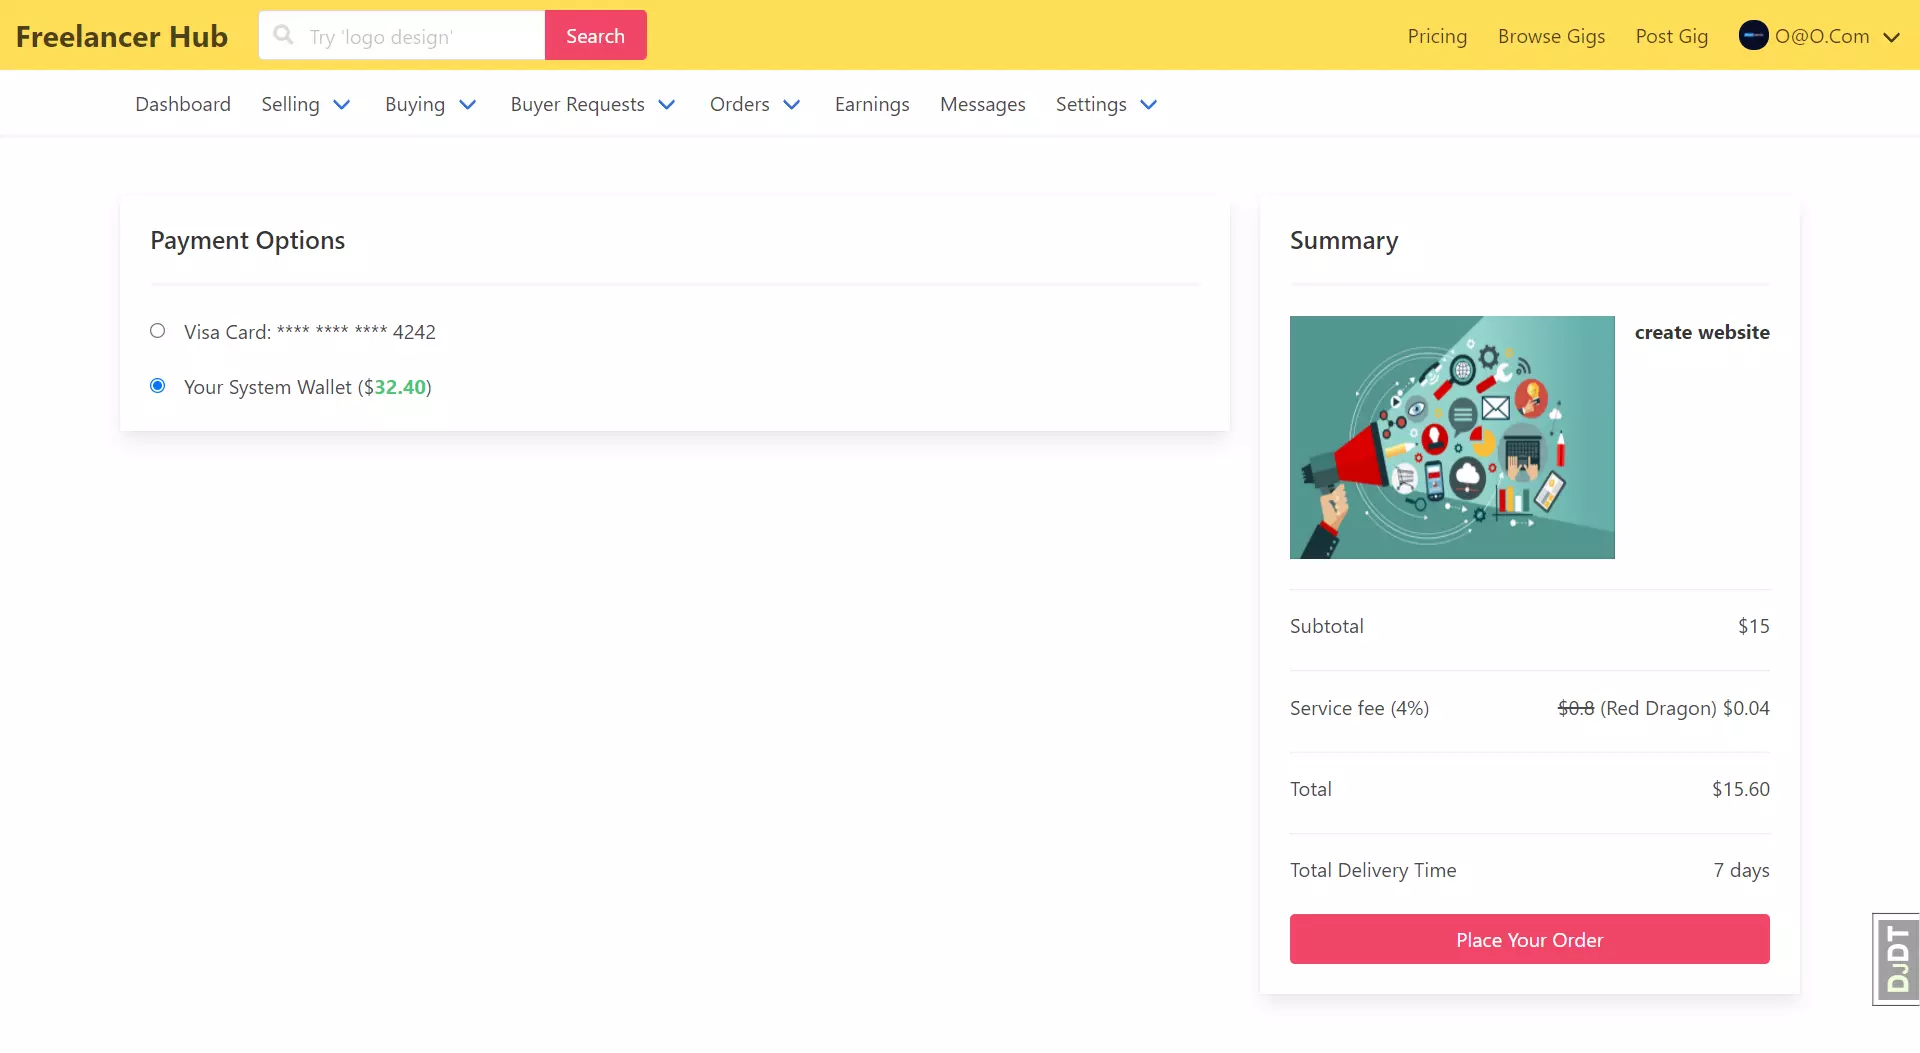 Freelancer Hub
Try 'logo design'
Search
Pricing
Browse Gigs
Post Gig
O@O.Com
Dashboard
Selling
Buying
Buyer Requests
Orders
Earnings
Messages
Settings
Payment Options
Visa Card: **** **** **** 4242
Your System Wallet ($32.40)
Summary
create website
Subtotal
$15
Service fee (4%)
$0.8 (Red Dragon) $0.04
Total
$15.60
Total Delivery Time
7 days
Place Your Order
DJDT